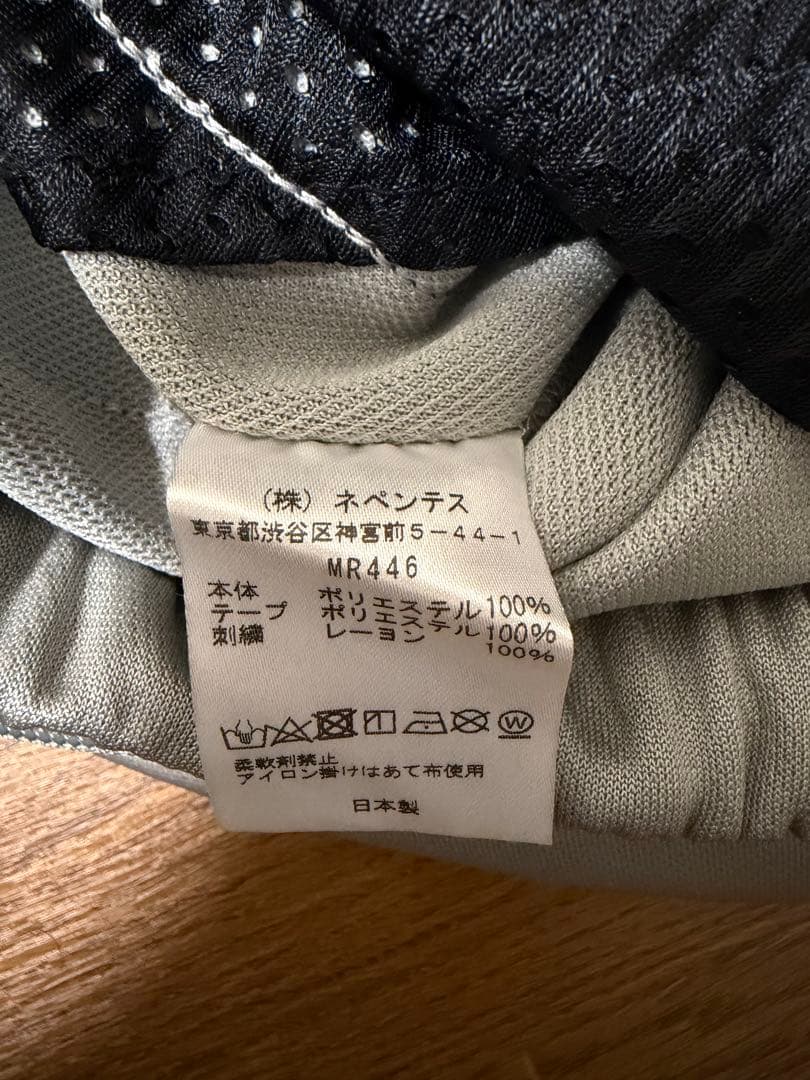 （株）ネペンテス
東京都渋谷区神宮前5-44-1
MR446
本体 ポリエステル100%
テープ ポリエステル100%
刺繍 レーヨン 100%
W
柔軟剤禁止
アイロン掛けはあて布使用
日本製